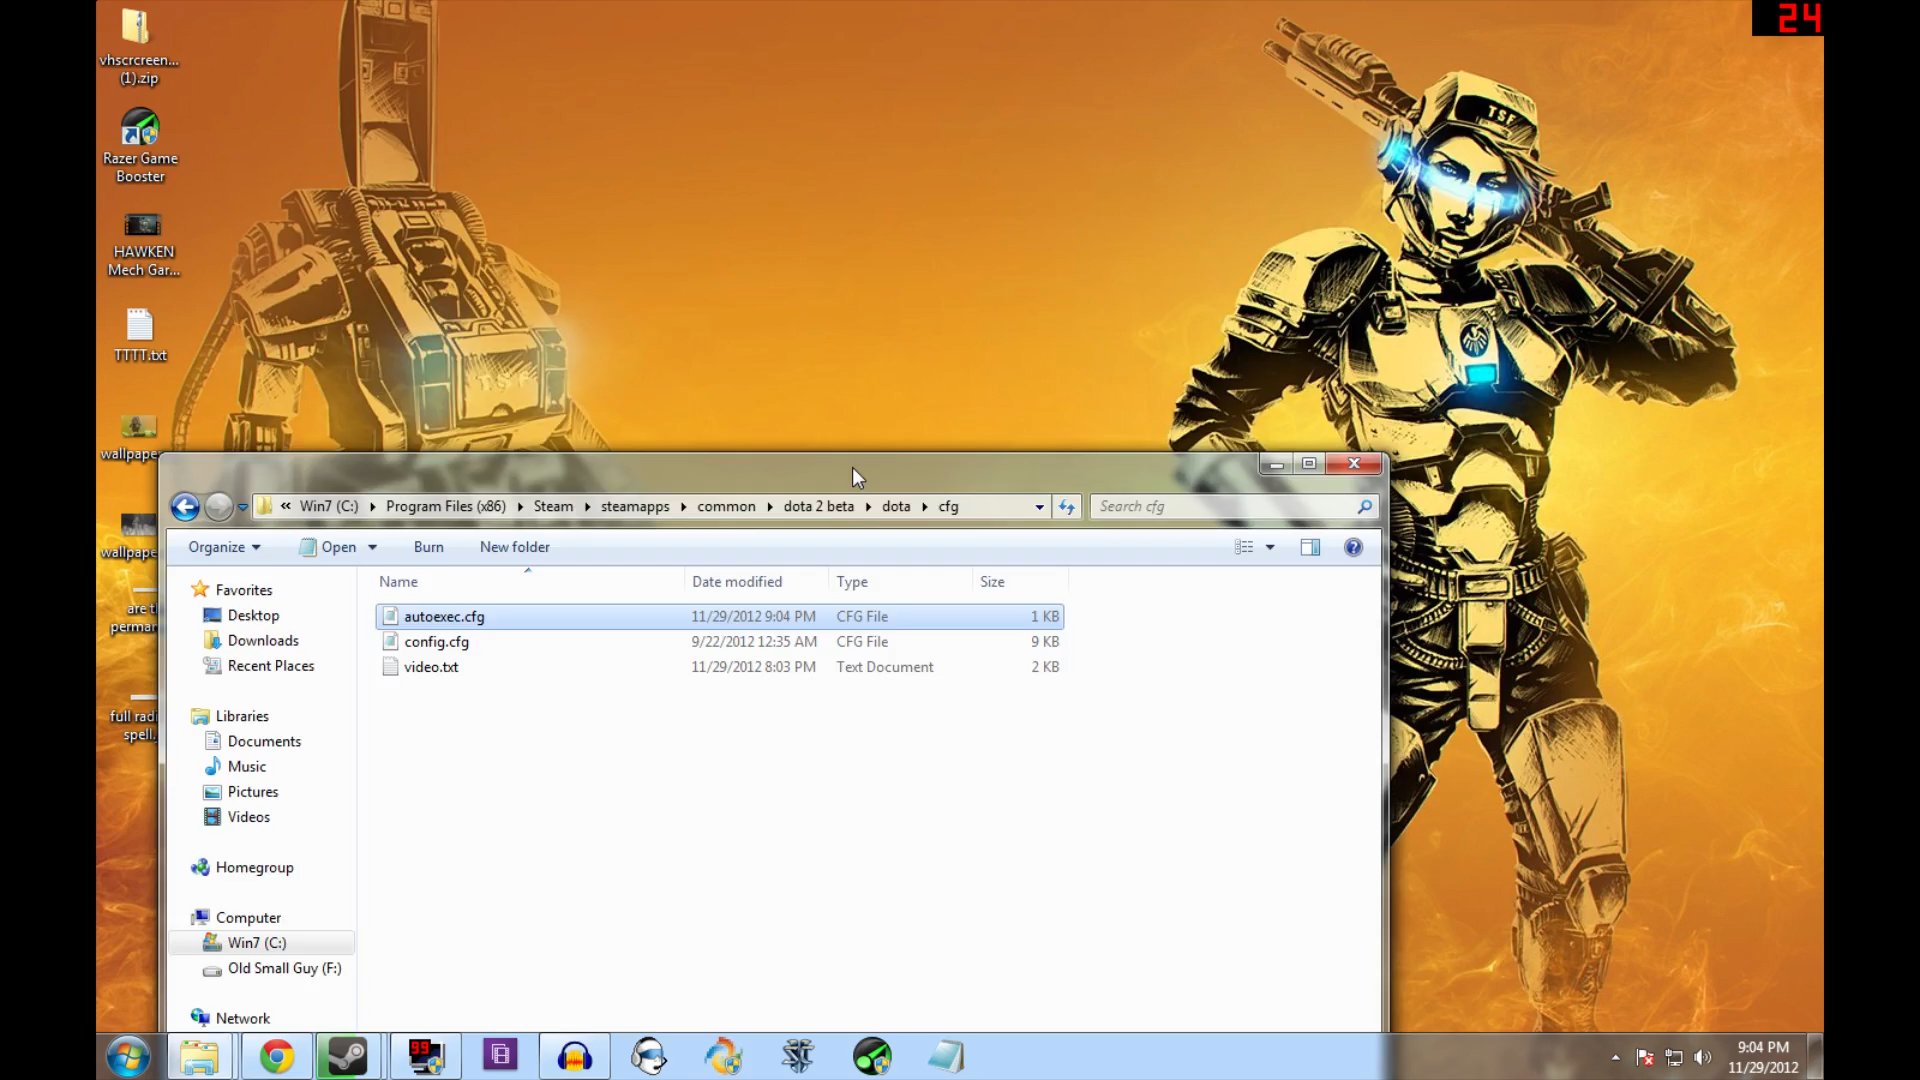 24
vhscrcreen...
(1).zip
Razer Game
Booster
HAWKEN
Mech Gar...
TTTT.txt
wallpape
wallpape
are t
permar
full radi
spell.
TSF
TSF
« Win7 (C:) Program Files (x86) Steam steamapps common dota 2 beta dota cfg
Search cfg
Organize Open Burn New folder
Name Date modified Type Size
autoexec.cfg 11/29/2012 9:04 PM CFG File 1 KB
config.cfg 9/22/2012 12:35 AM CFG File 9 KB
video.txt 11/29/2012 8:03 PM Text Document 2 KB
Favorites
Desktop
Downloads
Recent Places
Libraries
Documents
Music
Pictures
Videos
Homegroup
Computer
Win7 (C:)
Old Small Guy (F:)
Network
99
9:04 PM
11/29/2012